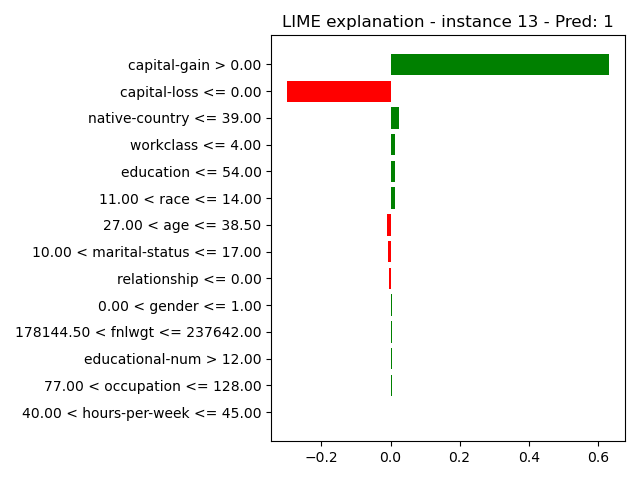 LIME explanation - instance 13 - Pred: 1
capital-gain > 0.00
capital-loss <= 0.00
native-country <= 39.00
workclass <= 4.00
education <= 54.00
11.00 < race <= 14.00
27.00 < age <= 38.50
10.00 < marital-status <= 17.00
relationship <= 0.00
0.00 < gender <= 1.00
178144.50 < fnlwgt <= 237642.00
educational-num > 12.00
77.00 < occupation <= 128.00
40.00 < hours-per-week <= 45.00
−0.2 0.0 0.2 0.4 0.6